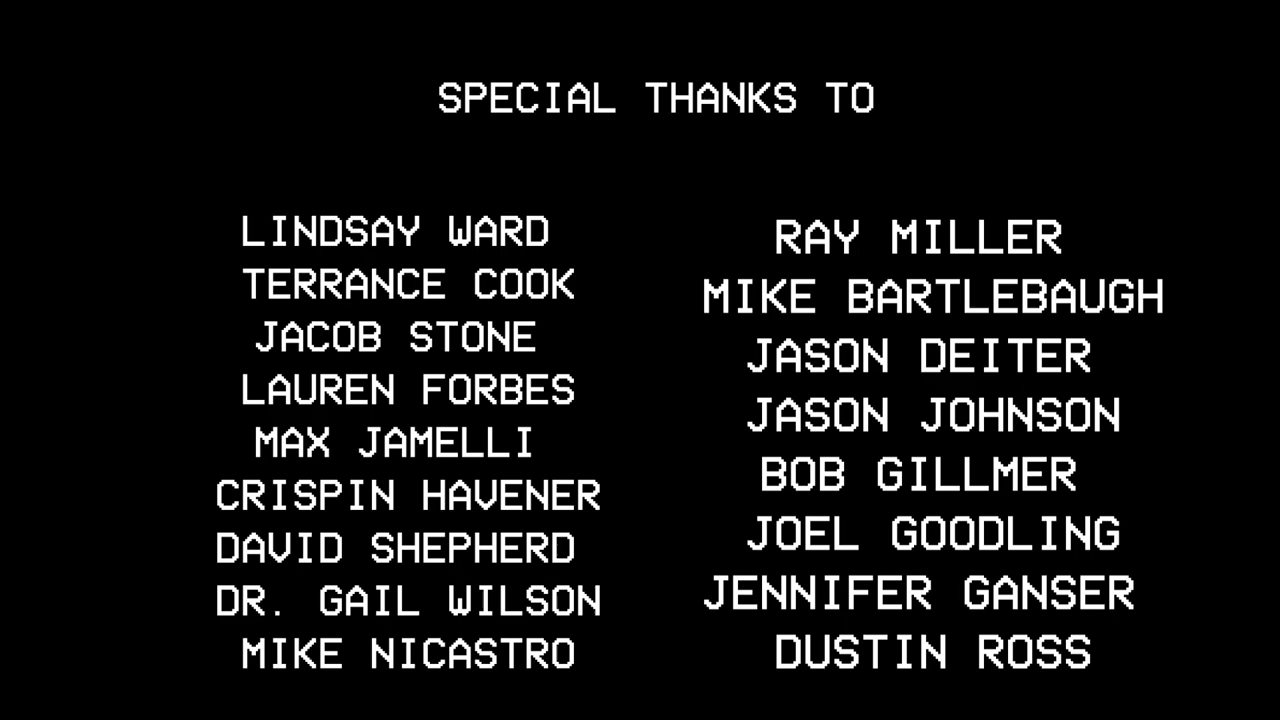 SPECIAL THANKS TO
LINDSAY WARD
TERRANCE COOK
JACOB STONE
LAUREN FORBES
MAX JAMELLI
CRISPIN HAVENER
DAVID SHEPHERD
DR. GAIL WILSON
MIKE NICASTRO
RAY MILLER
MIKE BARTLEBAUGH
JASON DEITER
JASON JOHNSON
BOB GILLMER
JOEL GOODLING
JENNIFER GANSER
DUSTIN ROSS